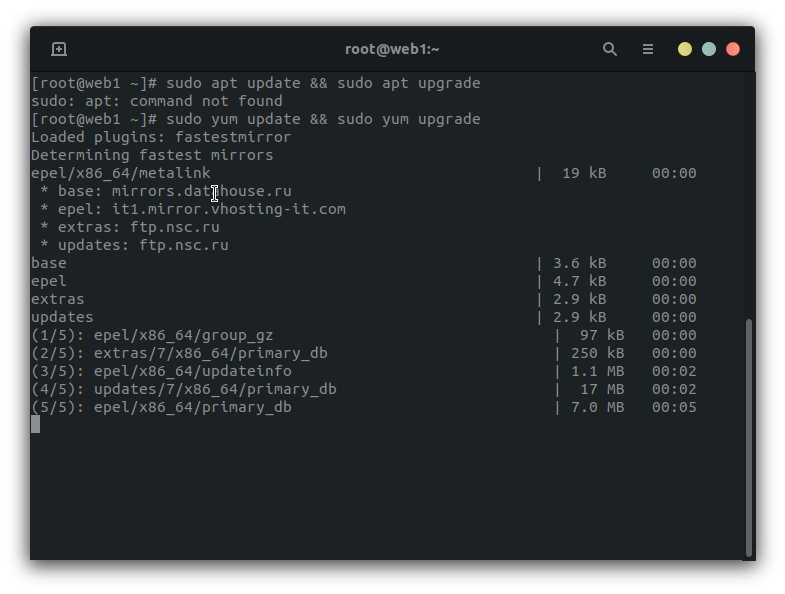 root@web1:~
[root@web1 ~]# sudo apt update && sudo apt upgrade
sudo: apt: command not found
[root@web1 ~]# sudo yum update && sudo yum upgrade
Loaded plugins: fastestmirror
Determining fastest mirrors
epel/x86_64/metalink | 19 kB 00:00
* base: mirrors.datahouse.ru
* epel: it1.mirror.vhosting-it.com
* extras: ftp.nsc.ru
* updates: ftp.nsc.ru
base | 3.6 kB 00:00
epel | 4.7 kB 00:00
extras | 2.9 kB 00:00
updates | 2.9 kB 00:00
(1/5): epel/x86_64/group_gz | 97 kB 00:00
(2/5): extras/7/x86_64/primary_db | 250 kB 00:00
(3/5): epel/x86_64/updateinfo | 1.1 MB 00:02
(4/5): updates/7/x86_64/primary_db | 17 MB 00:02
(5/5): epel/x86_64/primary_db | 7.0 MB 00:05